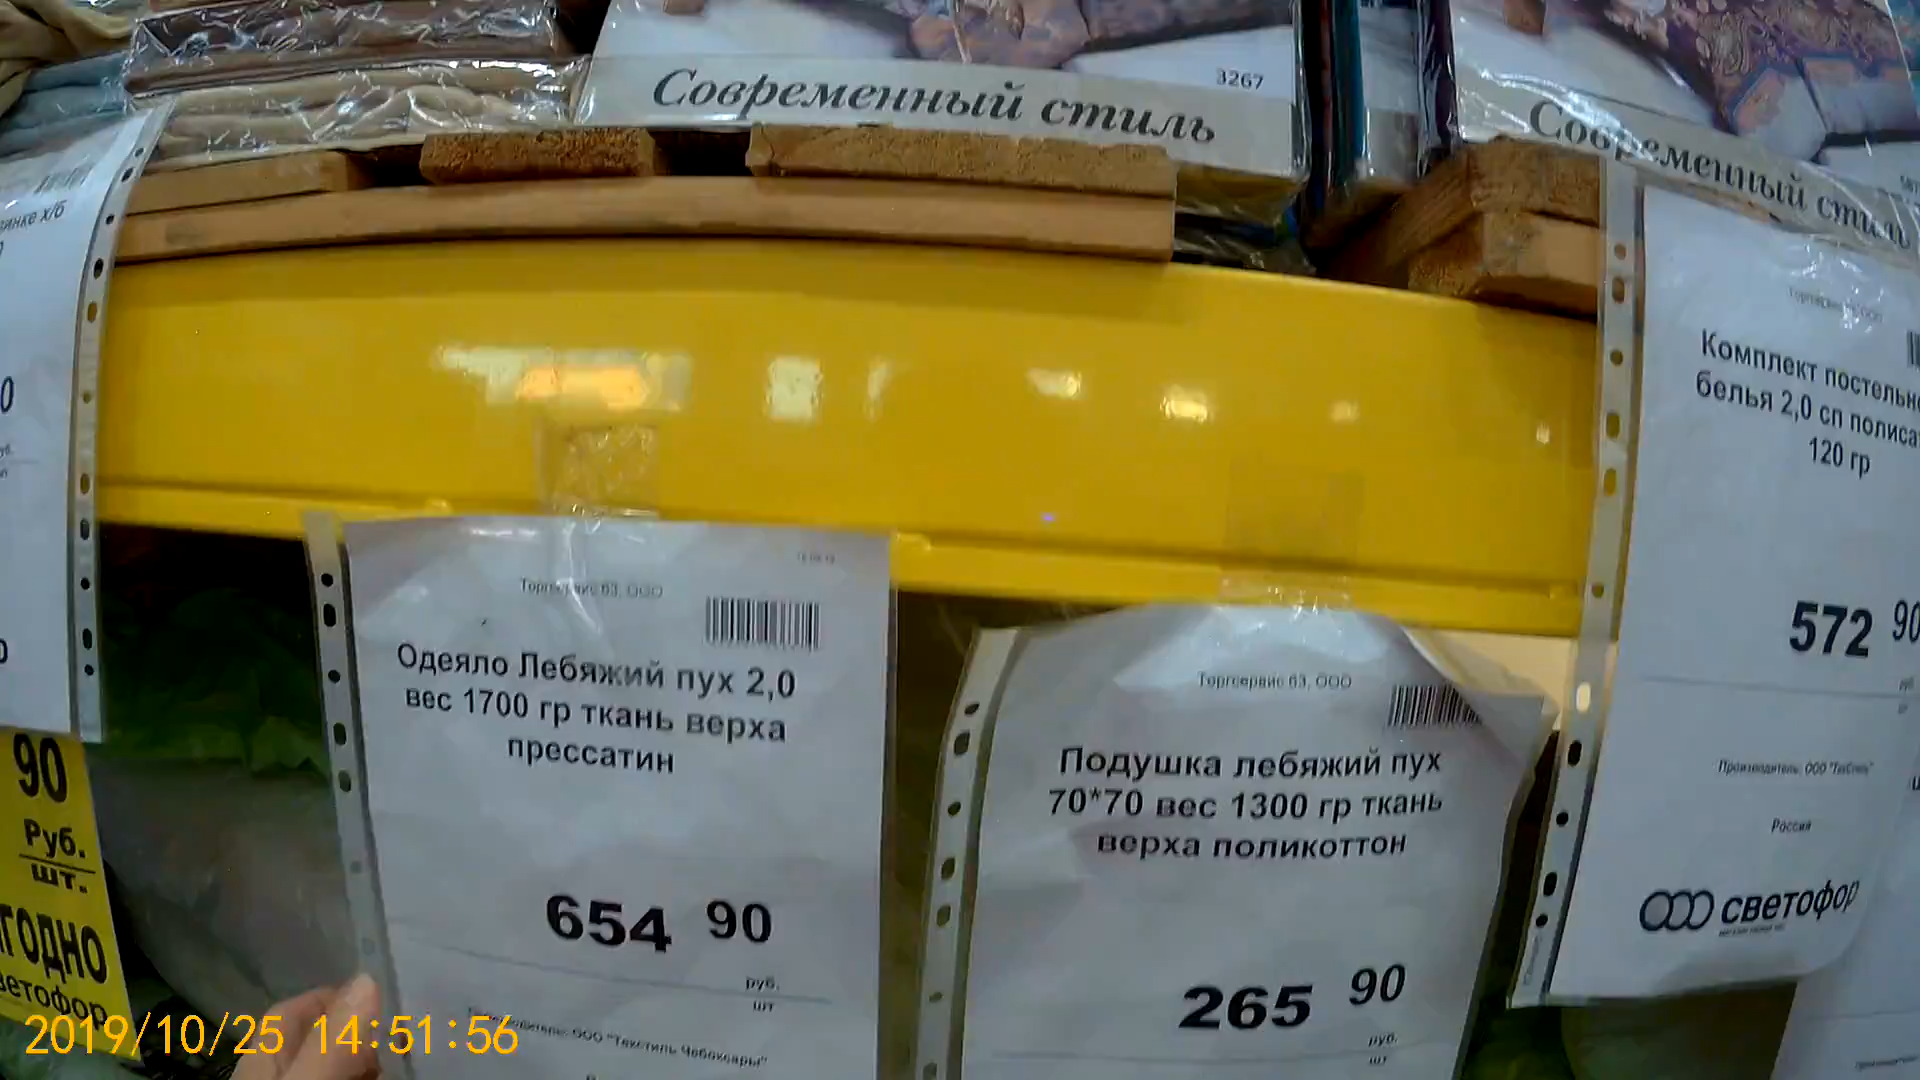 Современный стиль
3267
Современный стиль
х/б
90
Руб.
шт.
2019/10/25 14:51:56
Торгсервис 63, ООО
Одеяло Лебяжий пух 2,0
вес 1700 гр ткань верха
прессатин
654 90
руб.
шт
ООО "Текстиль Чебоксары"
Торгсервис 63, ООО
Подушка лебяжий пух
70*70 вес 1300 гр ткань
верха поликоттон
265 90
руб.
шт
Комплект
белья 2,0 сп
120 гр
572 90
Производитель: ООО
Россия
светофор